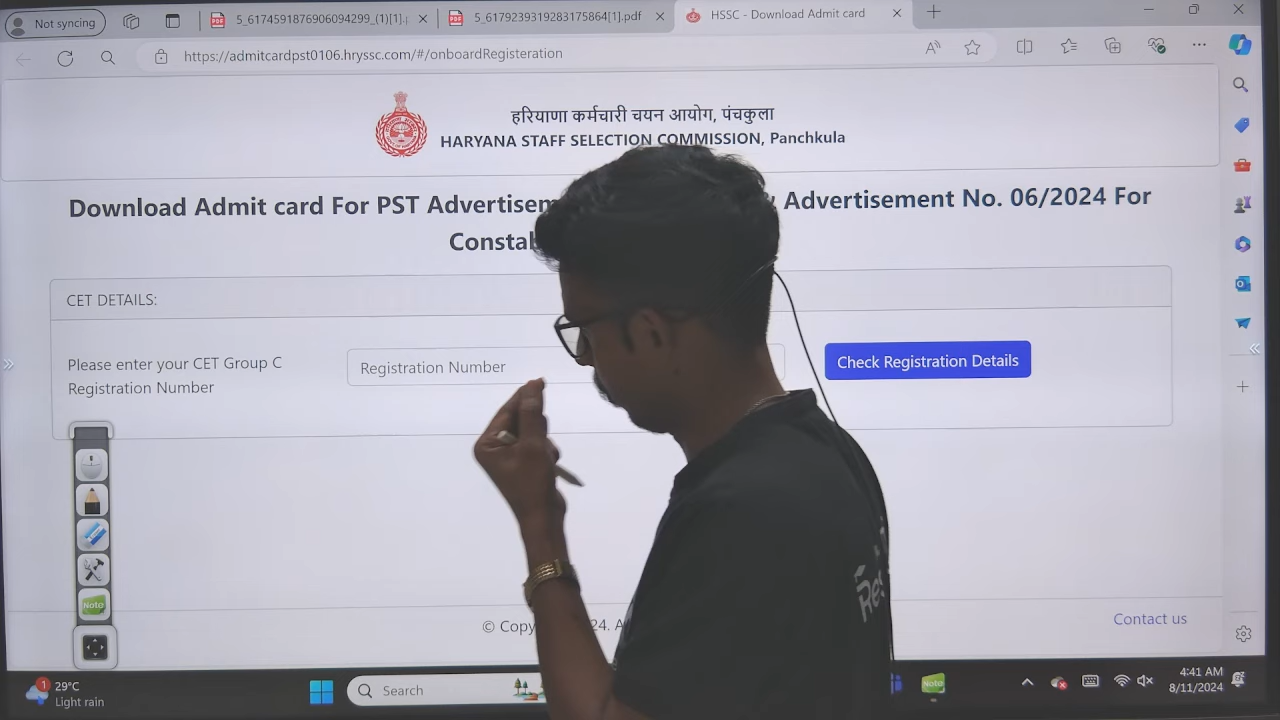 Not syncing
5_6174591876906094299_(1)[1].p
5_6179239319283175864[1].pdf
HSSC - Download Admit card
https://admitcardpst0106.hryssc.com/#/onboardRegisteration
हरियाणा कर्मचारी चयन आयोग, पंचकुला
HARYANA STAFF SELECTION COMMISSION, Panchkula
Download Admit card For PST Advertisem Advertisement No. 06/2024 For
Constab
CET DETAILS:
Please enter your CET Group C
Registration Number
Registration Number
Check Registration Details
Note
Contact us
© Copy 24. A
Res
1
29°C
Light rain
Search
Note
4:41 AM
8/11/2024